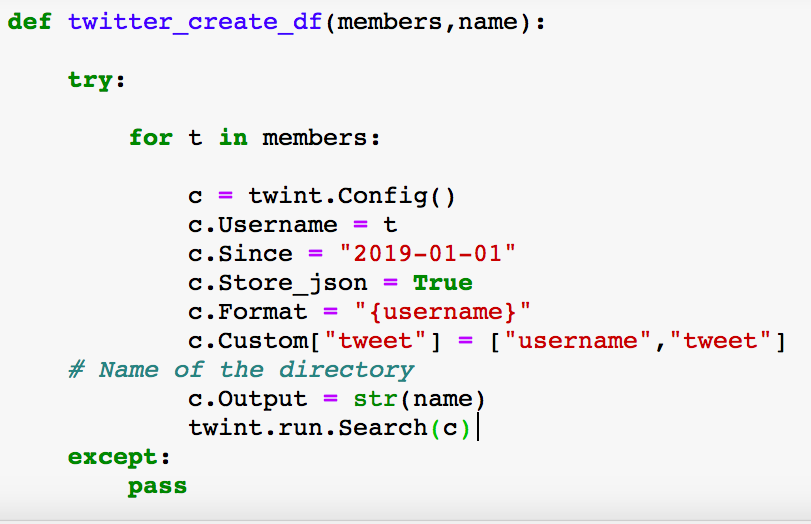 def twitter_create_df(members,name):
try:
for t in members:
c = twint.Config()
c.Username = t
c.Since = "2019-01-01"
c.Store_json = True
c.Format = "{username}"
c.Custom["tweet"] = ["username","tweet"]
# Name of the directory
c.Output = str(name)
twint.run.Search(c)
except:
pass